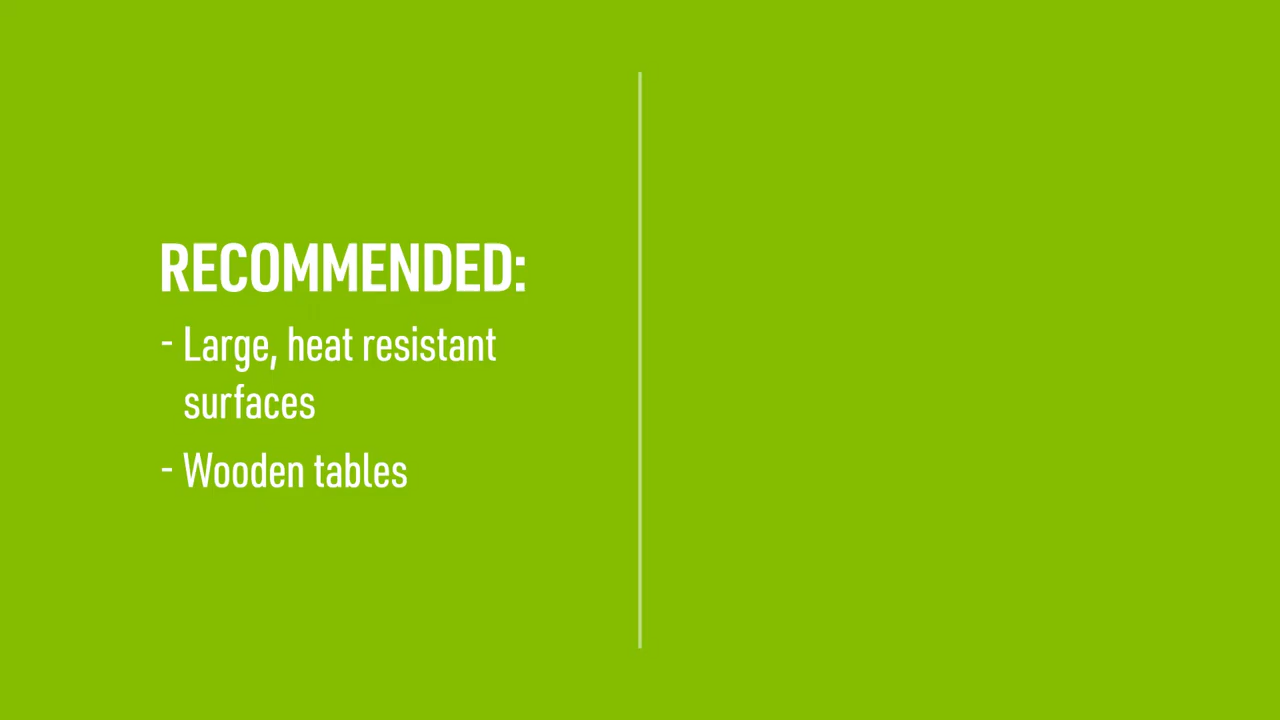 RECOMMENDED:
- Large, heat resistant
surfaces
- Wooden tables